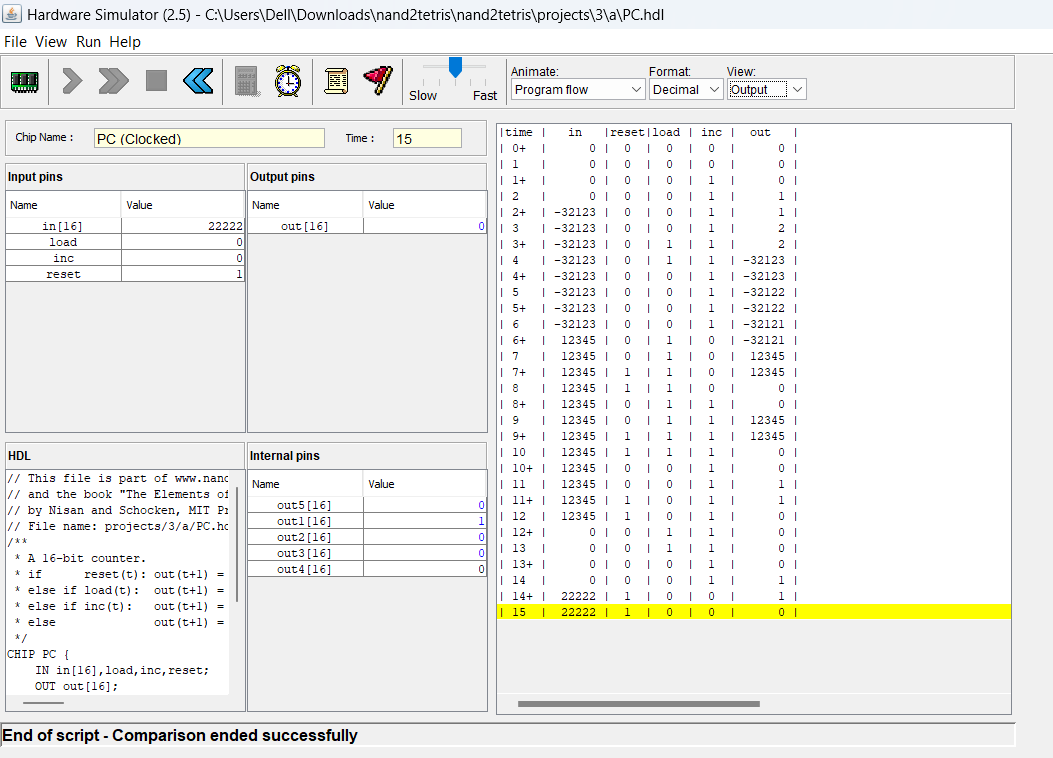 Hardware Simulator (2.5) - C:\Users\Dell\Downloads\nand2tetris\nand2tetris\projects\3\a\PC.hdl
File View Run Help
Slow Fast
Animate: Format: View:
Program flow Decimal Output
Chip Name : PC (Clocked) Time : 15
Input pins
Name Value
in[16] 22222
load 0
inc 0
reset 1
Output pins
Name Value
out[16] 0
HDL
// This file is part of www.nand
// and the book "The Elements of
// by Nisan and Schocken, MIT Pr
// File name: projects/3/a/PC.hd
/**
* A 16-bit counter.
* if reset(t): out(t+1) =
* else if load(t): out(t+1) =
* else if inc(t): out(t+1) =
* else out(t+1) =
*/
CHIP PC {
IN in[16],load,inc,reset;
OUT out[16];
Internal pins
Name Value
out5[16] 0
out1[16] 1
out2[16] 0
out3[16] 0
out4[16] 0
|time | in |reset|load | inc | out |
| 0+ | 0 | 0 | 0 | 0 | 0 |
| 1 | 0 | 0 | 0 | 0 | 0 |
| 1+ | 0 | 0 | 0 | 1 | 0 |
| 2 | 0 | 0 | 0 | 1 | 1 |
| 2+ | -32123 | 0 | 0 | 1 | 1 |
| 3 | -32123 | 0 | 0 | 1 | 2 |
| 3+ | -32123 | 0 | 1 | 1 | 2 |
| 4 | -32123 | 0 | 1 | 1 | -32123 |
| 4+ | -32123 | 0 | 0 | 1 | -32123 |
| 5 | -32123 | 0 | 0 | 1 | -32122 |
| 5+ | -32123 | 0 | 0 | 1 | -32122 |
| 6 | -32123 | 0 | 0 | 1 | -32121 |
| 6+ | 12345 | 0 | 1 | 0 | -32121 |
| 7 | 12345 | 0 | 1 | 0 | 12345 |
| 7+ | 12345 | 1 | 1 | 0 | 12345 |
| 8 | 12345 | 1 | 1 | 0 | 0 |
| 8+ | 12345 | 0 | 1 | 1 | 0 |
| 9 | 12345 | 0 | 1 | 1 | 12345 |
| 9+ | 12345 | 1 | 1 | 1 | 12345 |
| 10 | 12345 | 1 | 1 | 1 | 0 |
| 10+ | 12345 | 0 | 0 | 1 | 0 |
| 11 | 12345 | 0 | 0 | 1 | 1 |
| 11+ | 12345 | 1 | 0 | 1 | 1 |
| 12 | 12345 | 1 | 0 | 1 | 0 |
| 12+ | 0 | 0 | 1 | 1 | 0 |
| 13 | 0 | 0 | 1 | 1 | 0 |
| 13+ | 0 | 0 | 0 | 1 | 0 |
| 14 | 0 | 0 | 0 | 1 | 1 |
| 14+ | 22222 | 1 | 0 | 0 | 1 |
| 15 | 22222 | 1 | 0 | 0 | 0 |
End of script - Comparison ended successfully